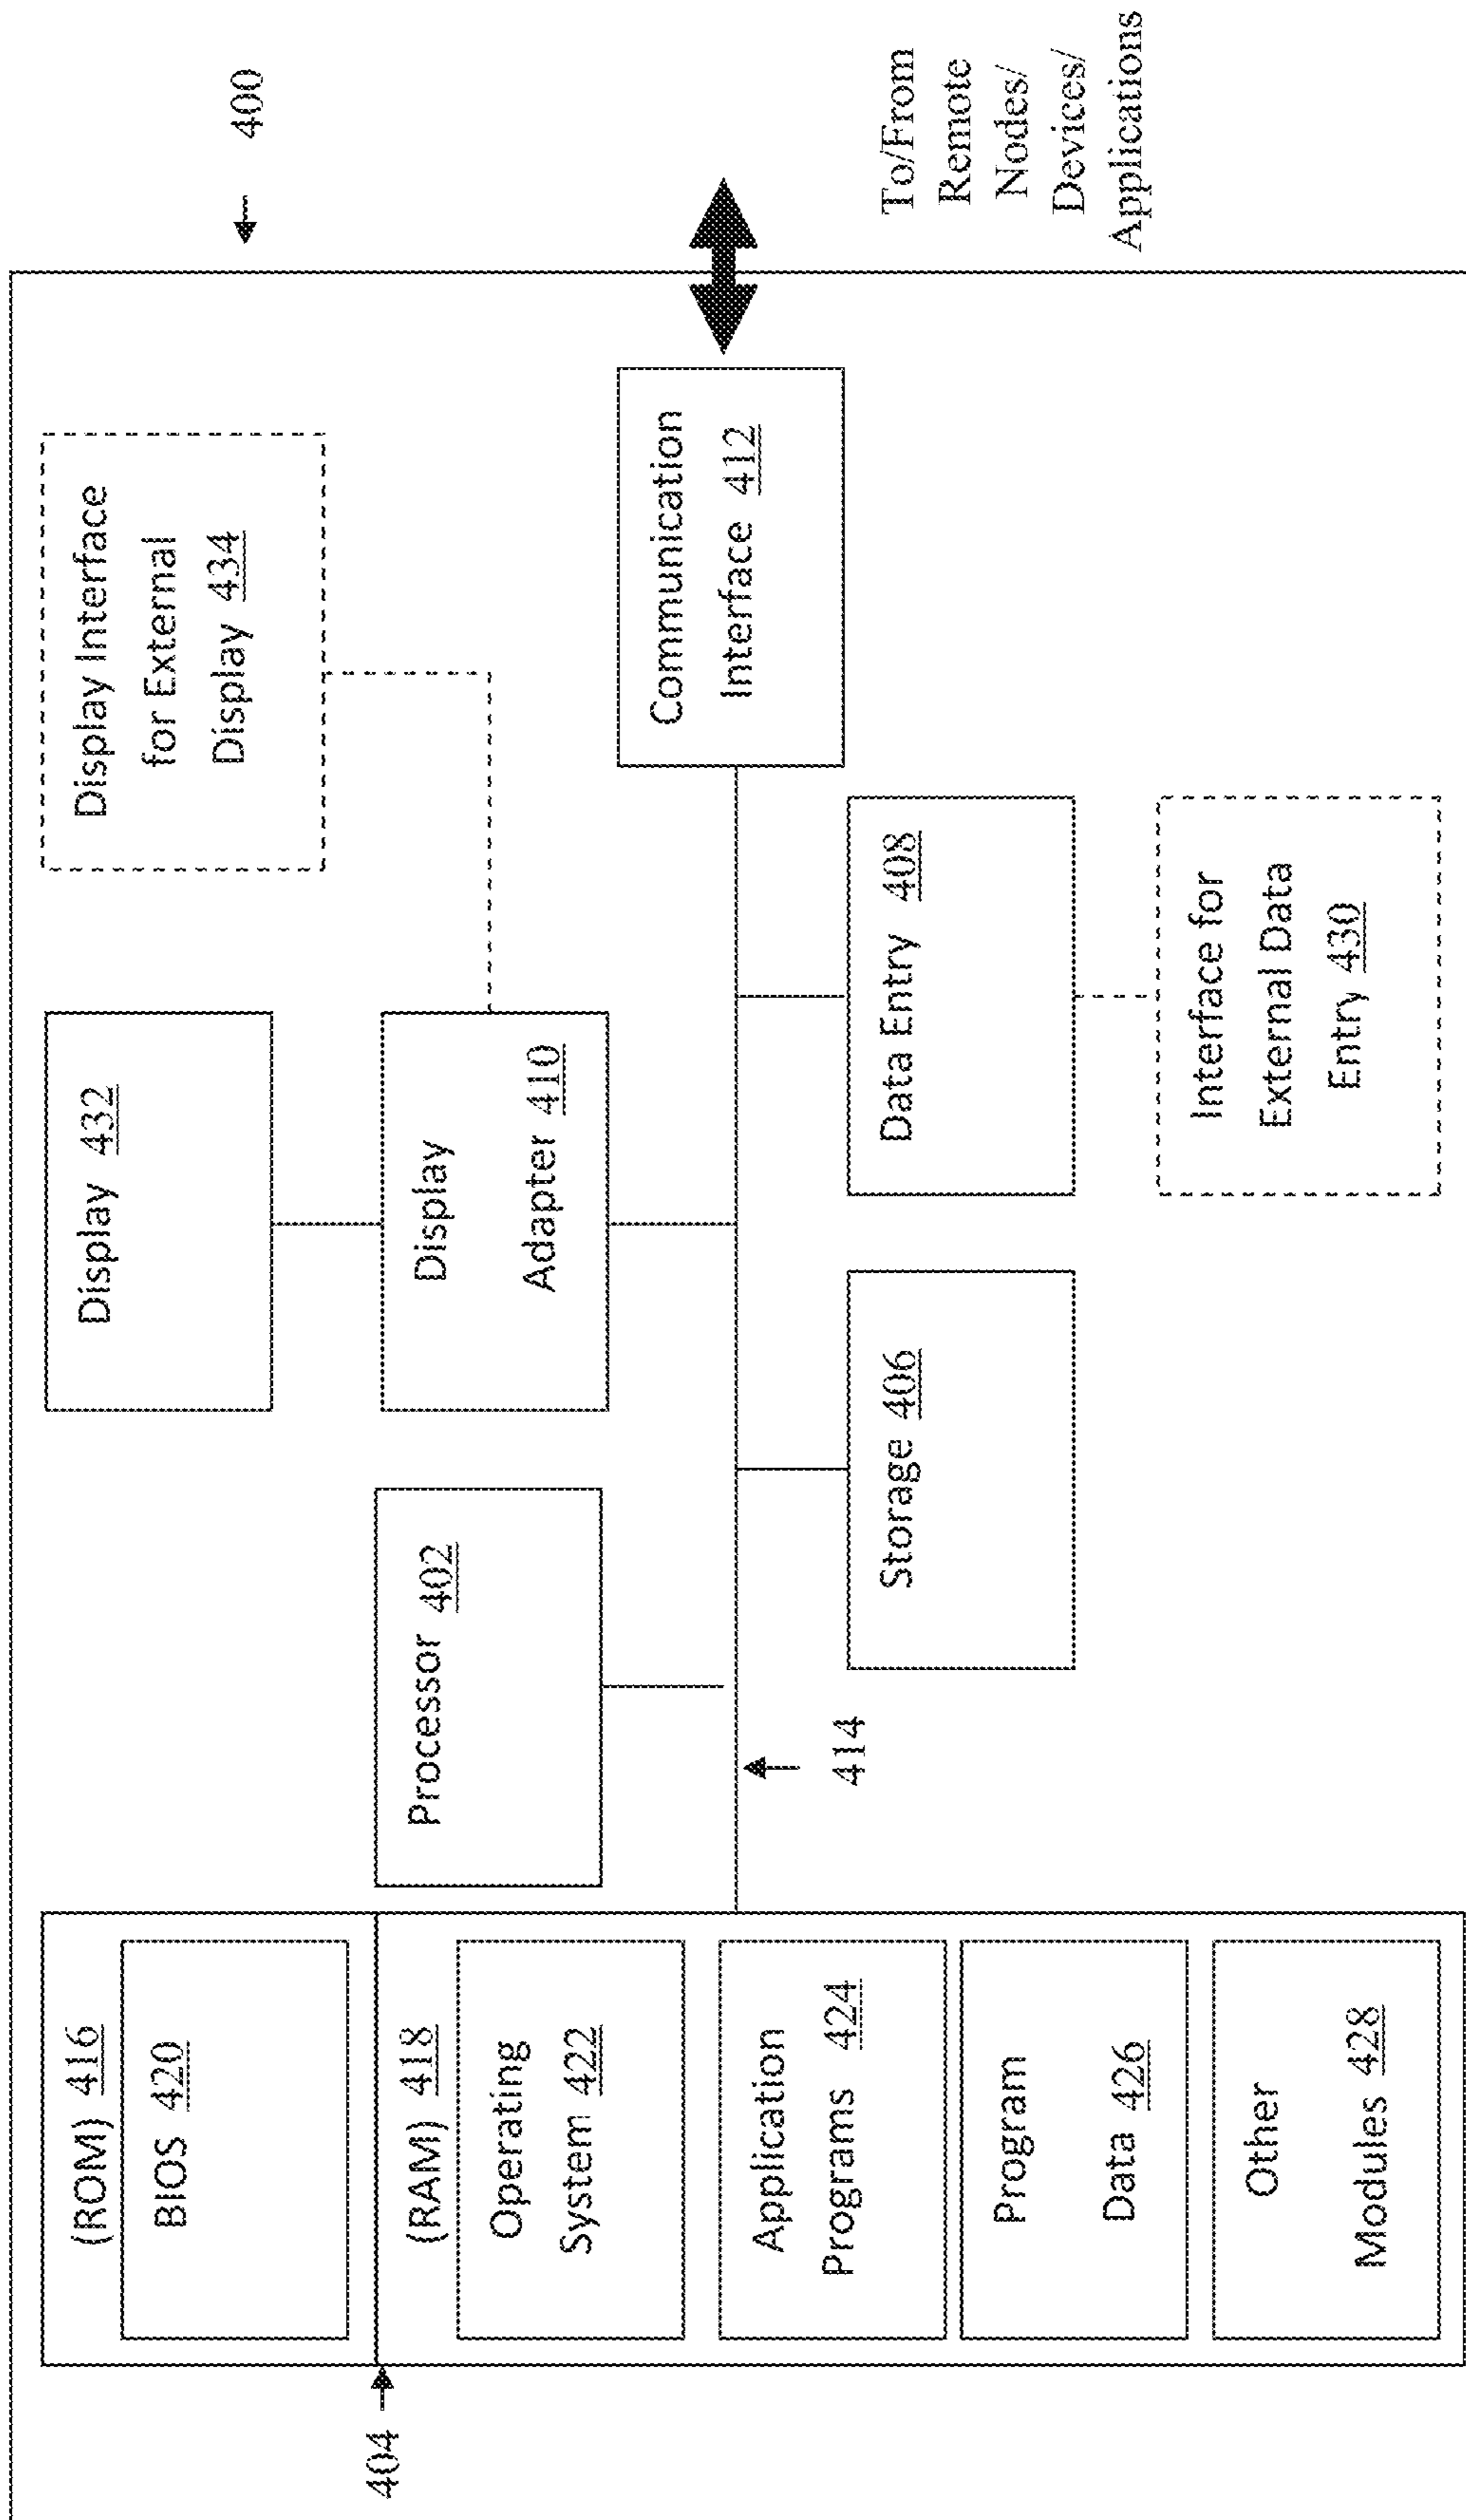 400
(ROM) 416
BIOS 420
404
(RAM) 418
Operating
System 422
Application
Programs 424
Program
Data 426
Other
Modules 428
Processor 402
414
Display 432
Display
Adapter 410
Storage 406
Display Interface
for External
Display 434
Communication
Interface 412
Data Entry 408
Interface for
External Data
Entry 430
To/From
Remote
Nodes/
Devices/
Applications